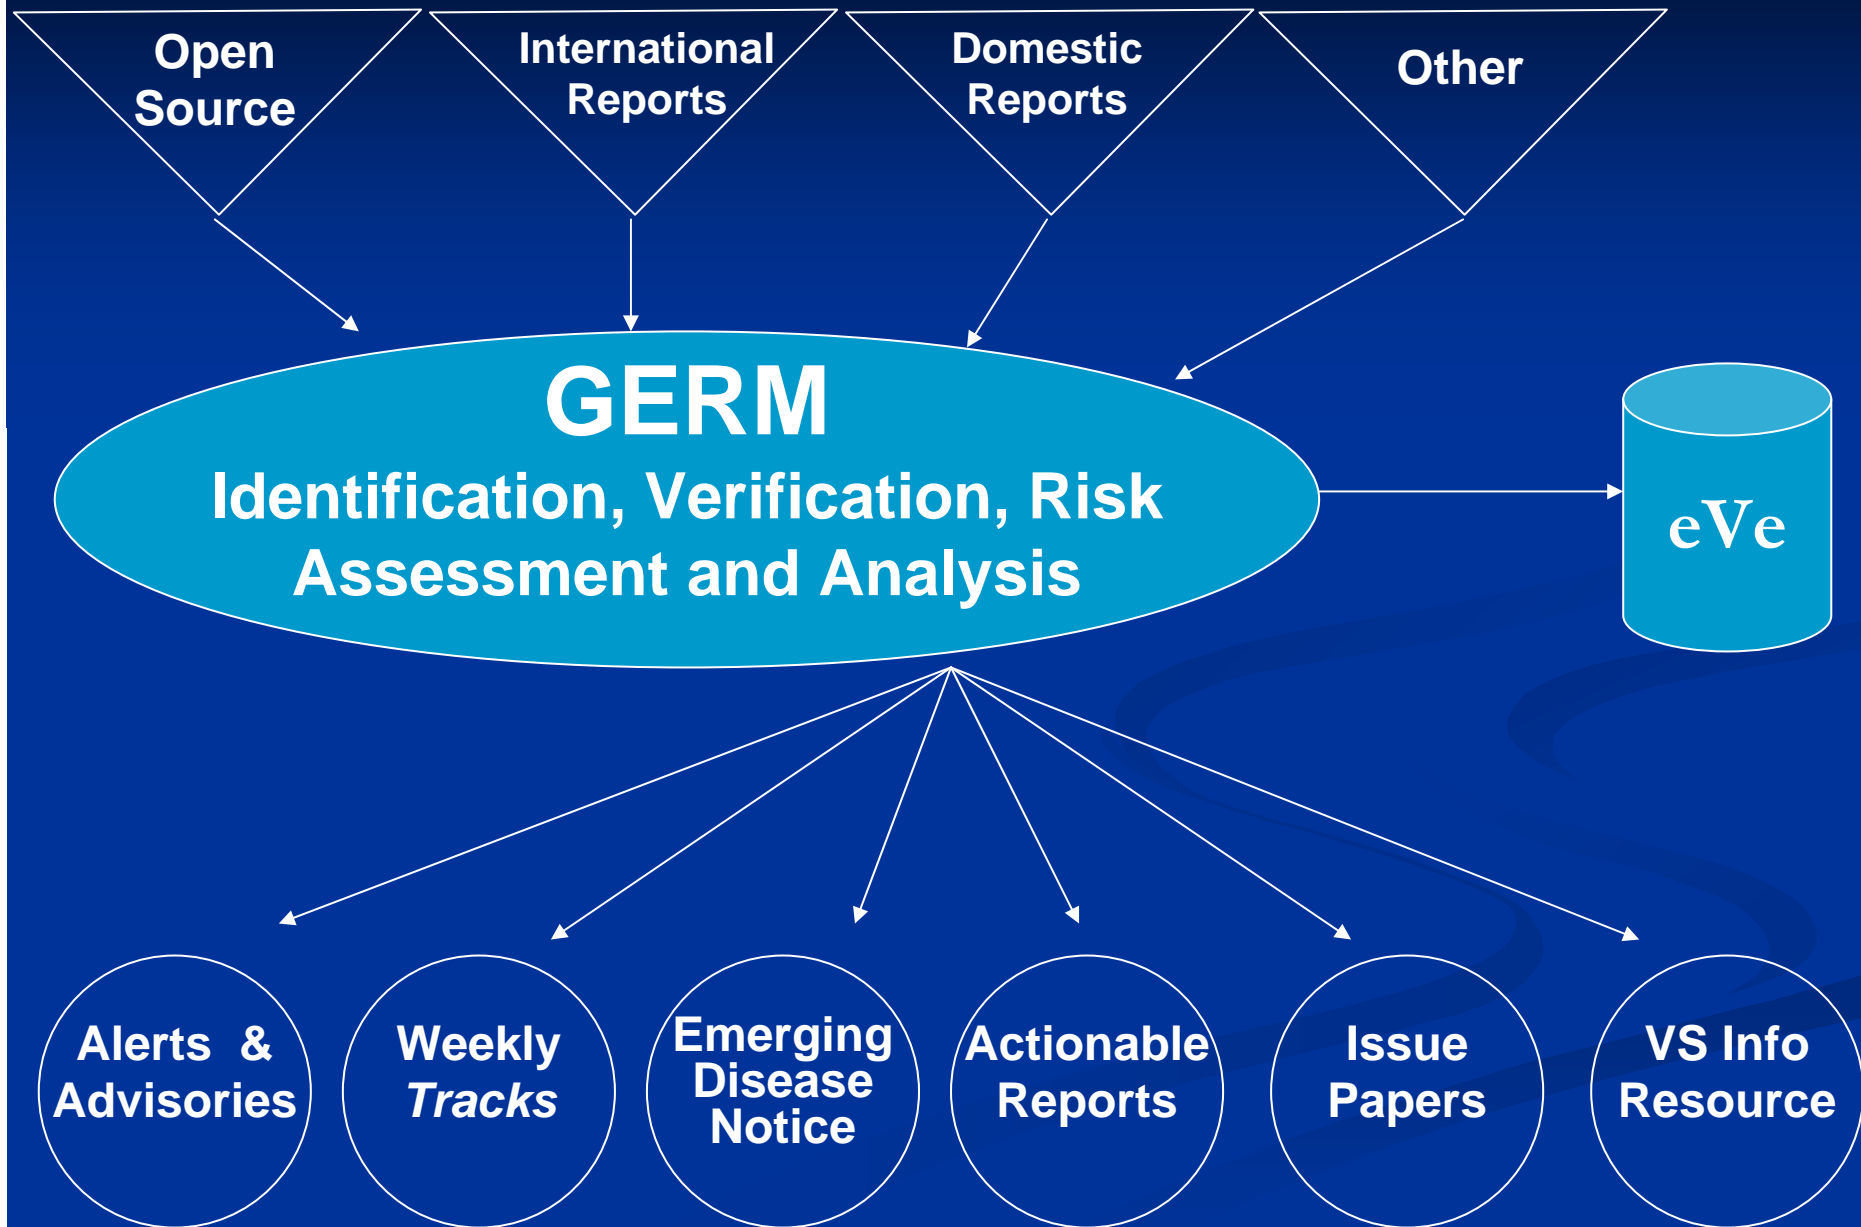 Open
Source
International
Reports
Domestic
Reports
Other
GERM
Identification, Verification, Risk
Assessment and Analysis
eVe
Alerts & 
Advisories
Weekly
Tracks
Emerging
Disease
Notice
Actionable
Reports
Issue
Papers
VS Info
Resource